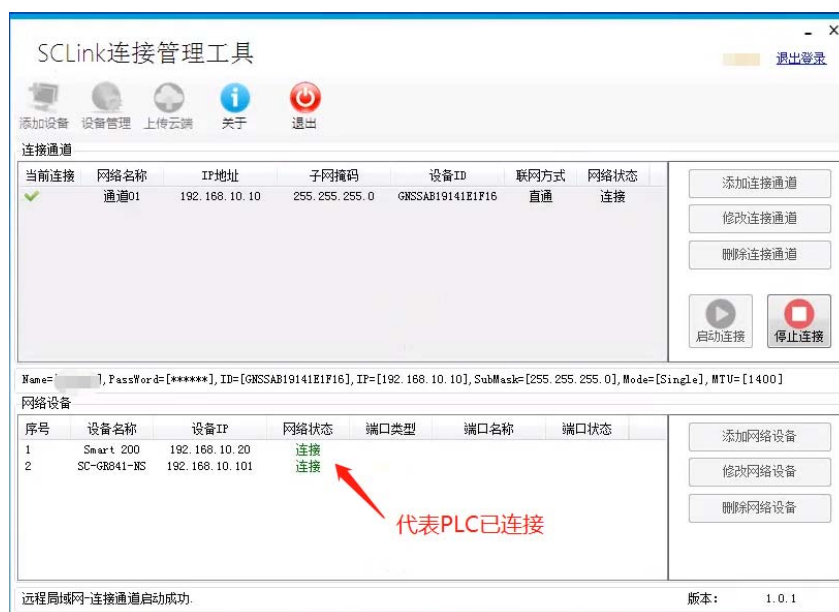 SCLink连接管理工具
退出登录
添加设备 设备管理 上传云端 关于 退出
连接通道
当前连接 网络名称 IP地址 子网掩码 设备ID 联网方式 网络状态
通道01 192.168.10.10 255.255.255.0 GNSSAB19141E1F16 直通 连接
添加连接通道
修改连接通道
删除连接通道
启动连接 停止连接
Name=[ ],PassWord=[******],ID=[GNSSAB19141E1F16],IP=[192.168.10.10],SubMask=[255.255.255.0],Mode=[Single],MTU=[1400]
网络设备
序号 设备名称 设备IP 网络状态 端口类型 端口名称 端口状态
1 Smart 200 192.168.10.20 连接
2 SC-GR841-NS 192.168.10.101 连接
添加网络设备
修改网络设备
删除网络设备
代表PLC已连接
远程局域网-连接通道启动成功. 版本: 1.0.1